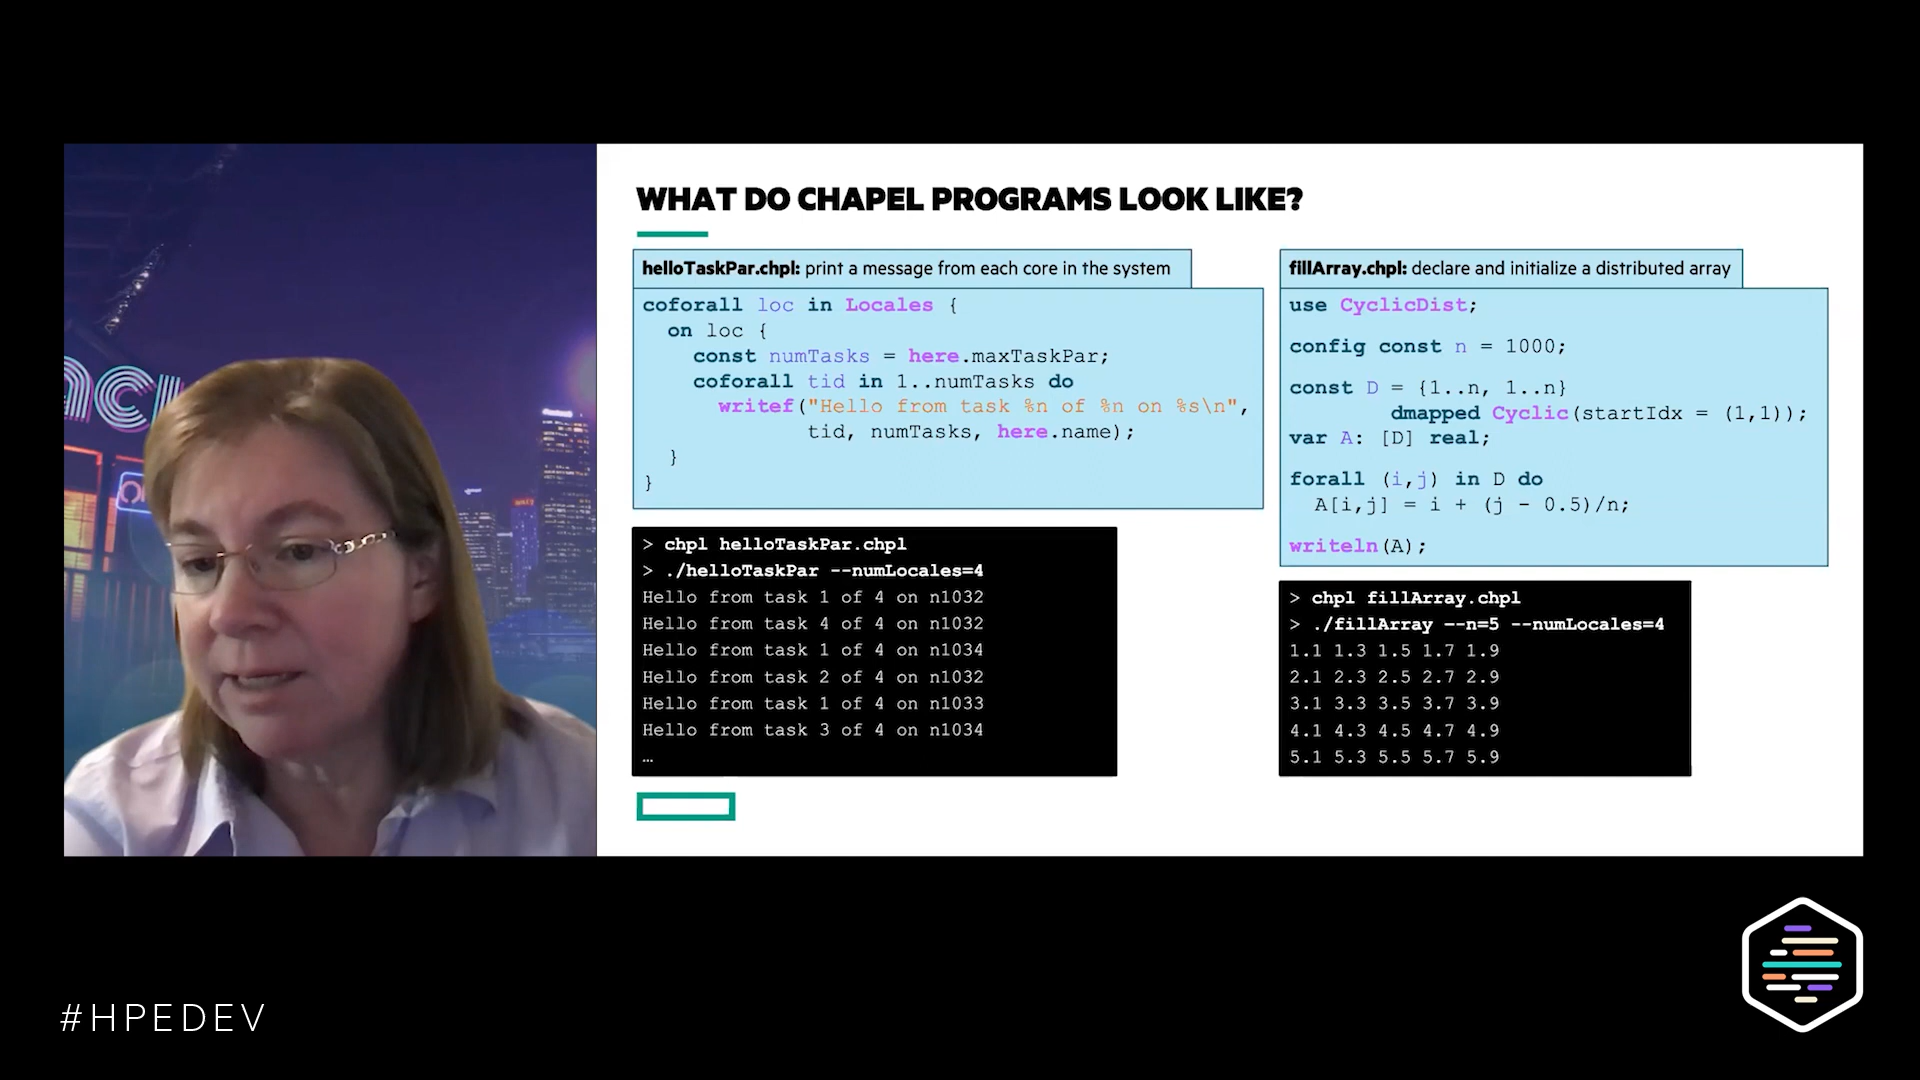 WHAT DO CHAPEL PROGRAMS LOOK LIKE?
helloTaskPar.chpl: print a message from each core in the system
coforall loc in Locales {
  on loc {
    const numTasks = here.maxTaskPar;
    coforall tid in 1..numTasks do
      writef("Hello from task %n of %n on %s\n",
             tid, numTasks, here.name);
  }
}
> chpl helloTaskPar.chpl
> ./helloTaskPar --numLocales=4
Hello from task 1 of 4 on n1032
Hello from task 4 of 4 on n1032
Hello from task 1 of 4 on n1034
Hello from task 2 of 4 on n1032
Hello from task 1 of 4 on n1033
Hello from task 3 of 4 on n1034
…
fillArray.chpl: declare and initialize a distributed array
use CyclicDist;
config const n = 1000;
const D = {1..n, 1..n}
        dmapped Cyclic(startIdx = (1,1));
var A: [D] real;
forall (i,j) in D do
  A[i,j] = i + (j - 0.5)/n;
writeln(A);
> chpl fillArray.chpl
> ./fillArray --n=5 --numLocales=4
1.1 1.3 1.5 1.7 1.9
2.1 2.3 2.5 2.7 2.9
3.1 3.3 3.5 3.7 3.9
4.1 4.3 4.5 4.7 4.9
5.1 5.3 5.5 5.7 5.9
#HPEDEV